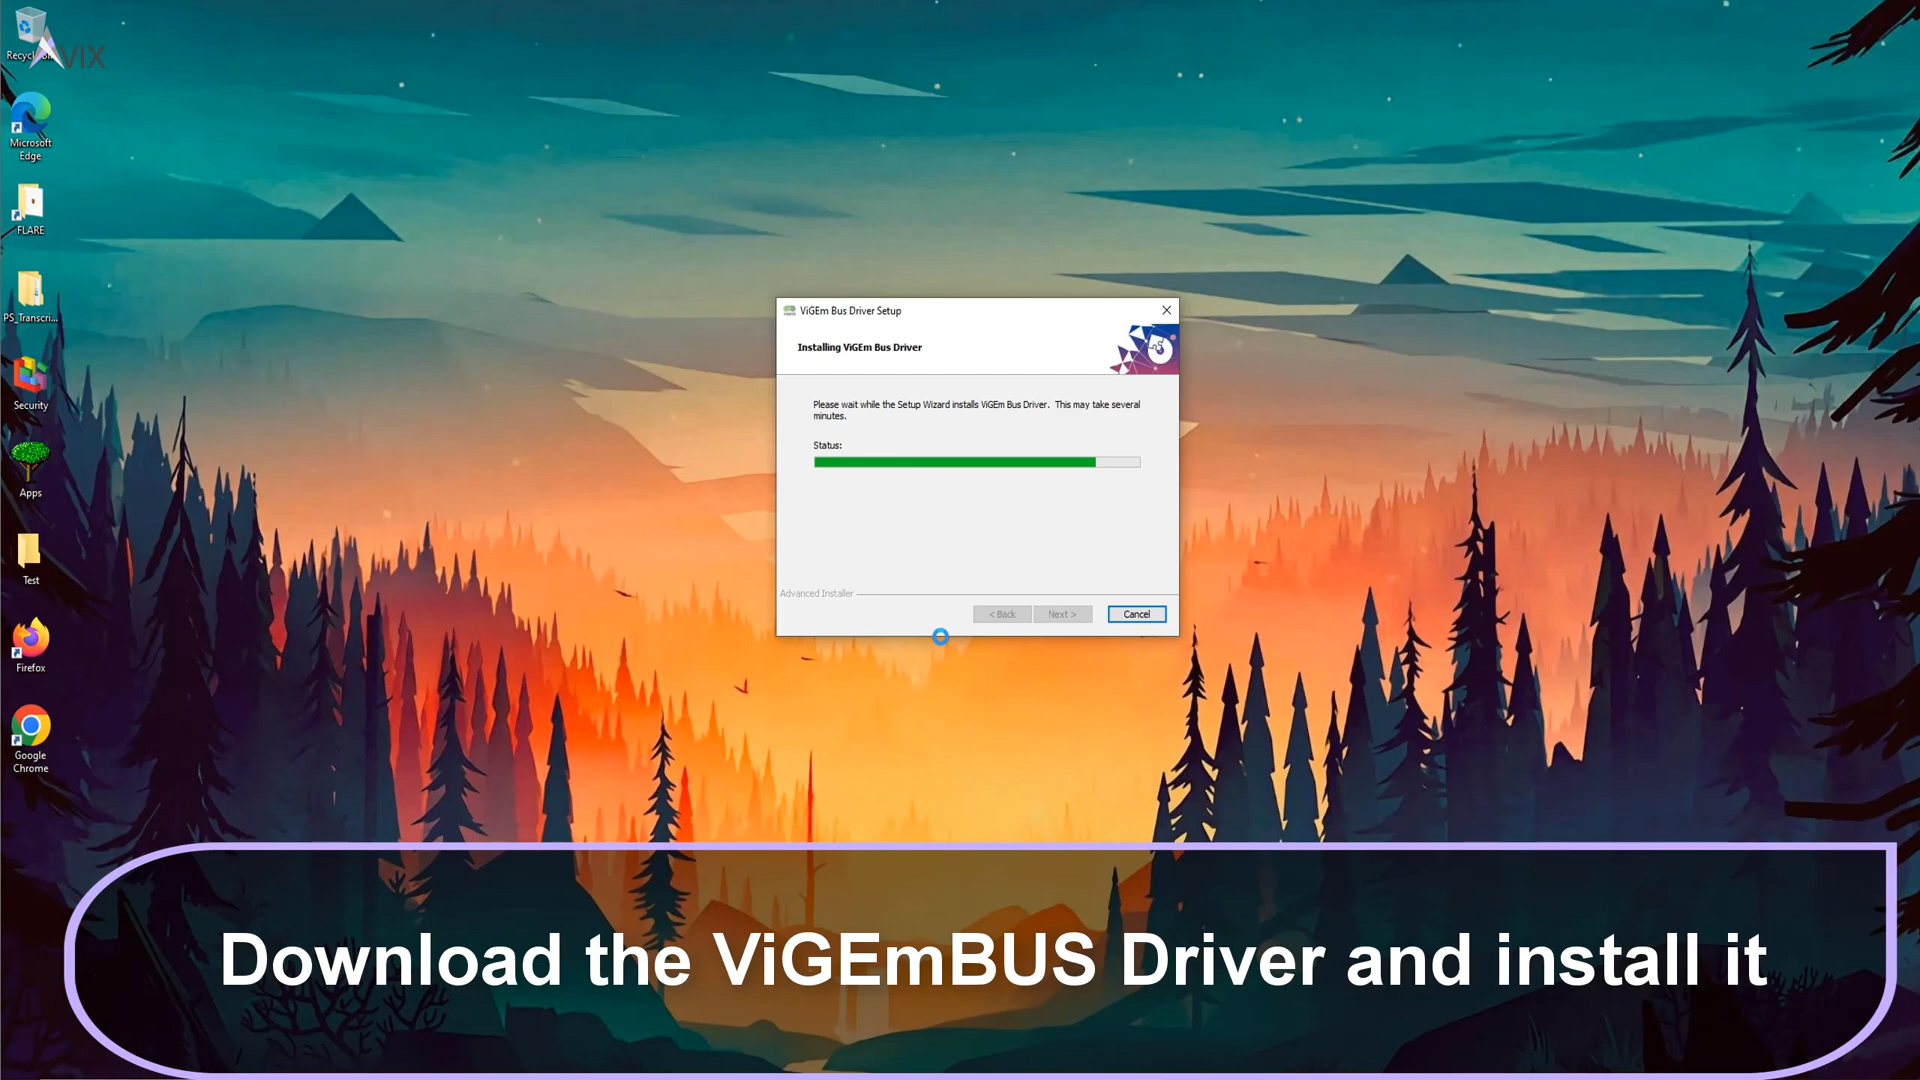 Recycle Bin
AVIX
Microsoft
Edge
FLARE
PS_Transcri...
Security
Apps
Test
Firefox
Google
Chrome
ViGEm Bus Driver Setup
Installing ViGEm Bus Driver
Please wait while the Setup Wizard installs ViGEm Bus Driver. This may take several
minutes.
Status:
Advanced Installer
< Back
Next >
Cancel
Download the ViGEmBUS Driver and install it